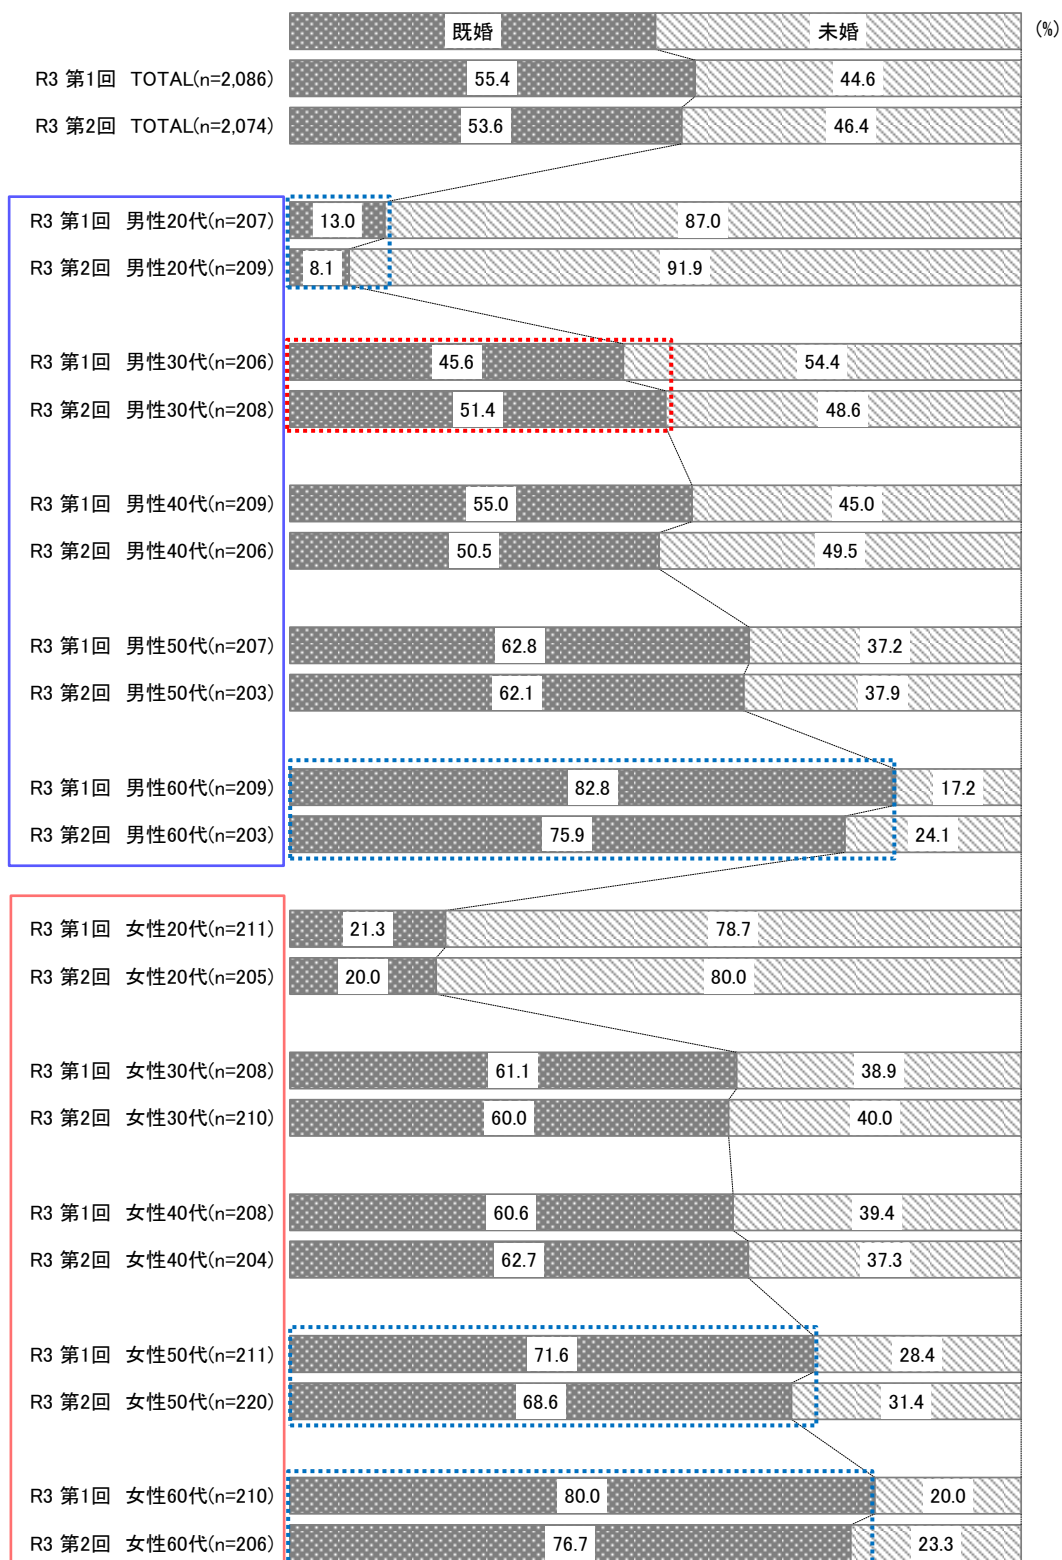 既婚 未婚 (%)
R3 第1回 TOTAL(n=2,086) 55.4 44.6
R3 第2回 TOTAL(n=2,074) 53.6 46.4
R3 第1回 男性20代(n=207) 13.0 87.0
R3 第2回 男性20代(n=209) 8.1 91.9
R3 第1回 男性30代(n=206) 45.6 54.4
R3 第2回 男性30代(n=208) 51.4 48.6
R3 第1回 男性40代(n=209) 55.0 45.0
R3 第2回 男性40代(n=206) 50.5 49.5
R3 第1回 男性50代(n=207) 62.8 37.2
R3 第2回 男性50代(n=203) 62.1 37.9
R3 第1回 男性60代(n=209) 82.8 17.2
R3 第2回 男性60代(n=203) 75.9 24.1
R3 第1回 女性20代(n=211) 21.3 78.7
R3 第2回 女性20代(n=205) 20.0 80.0
R3 第1回 女性30代(n=208) 61.1 38.9
R3 第2回 女性30代(n=210) 60.0 40.0
R3 第1回 女性40代(n=208) 60.6 39.4
R3 第2回 女性40代(n=204) 62.7 37.3
R3 第1回 女性50代(n=211) 71.6 28.4
R3 第2回 女性50代(n=220) 68.6 31.4
R3 第1回 女性60代(n=210) 80.0 20.0
R3 第2回 女性60代(n=206) 76.7 23.3